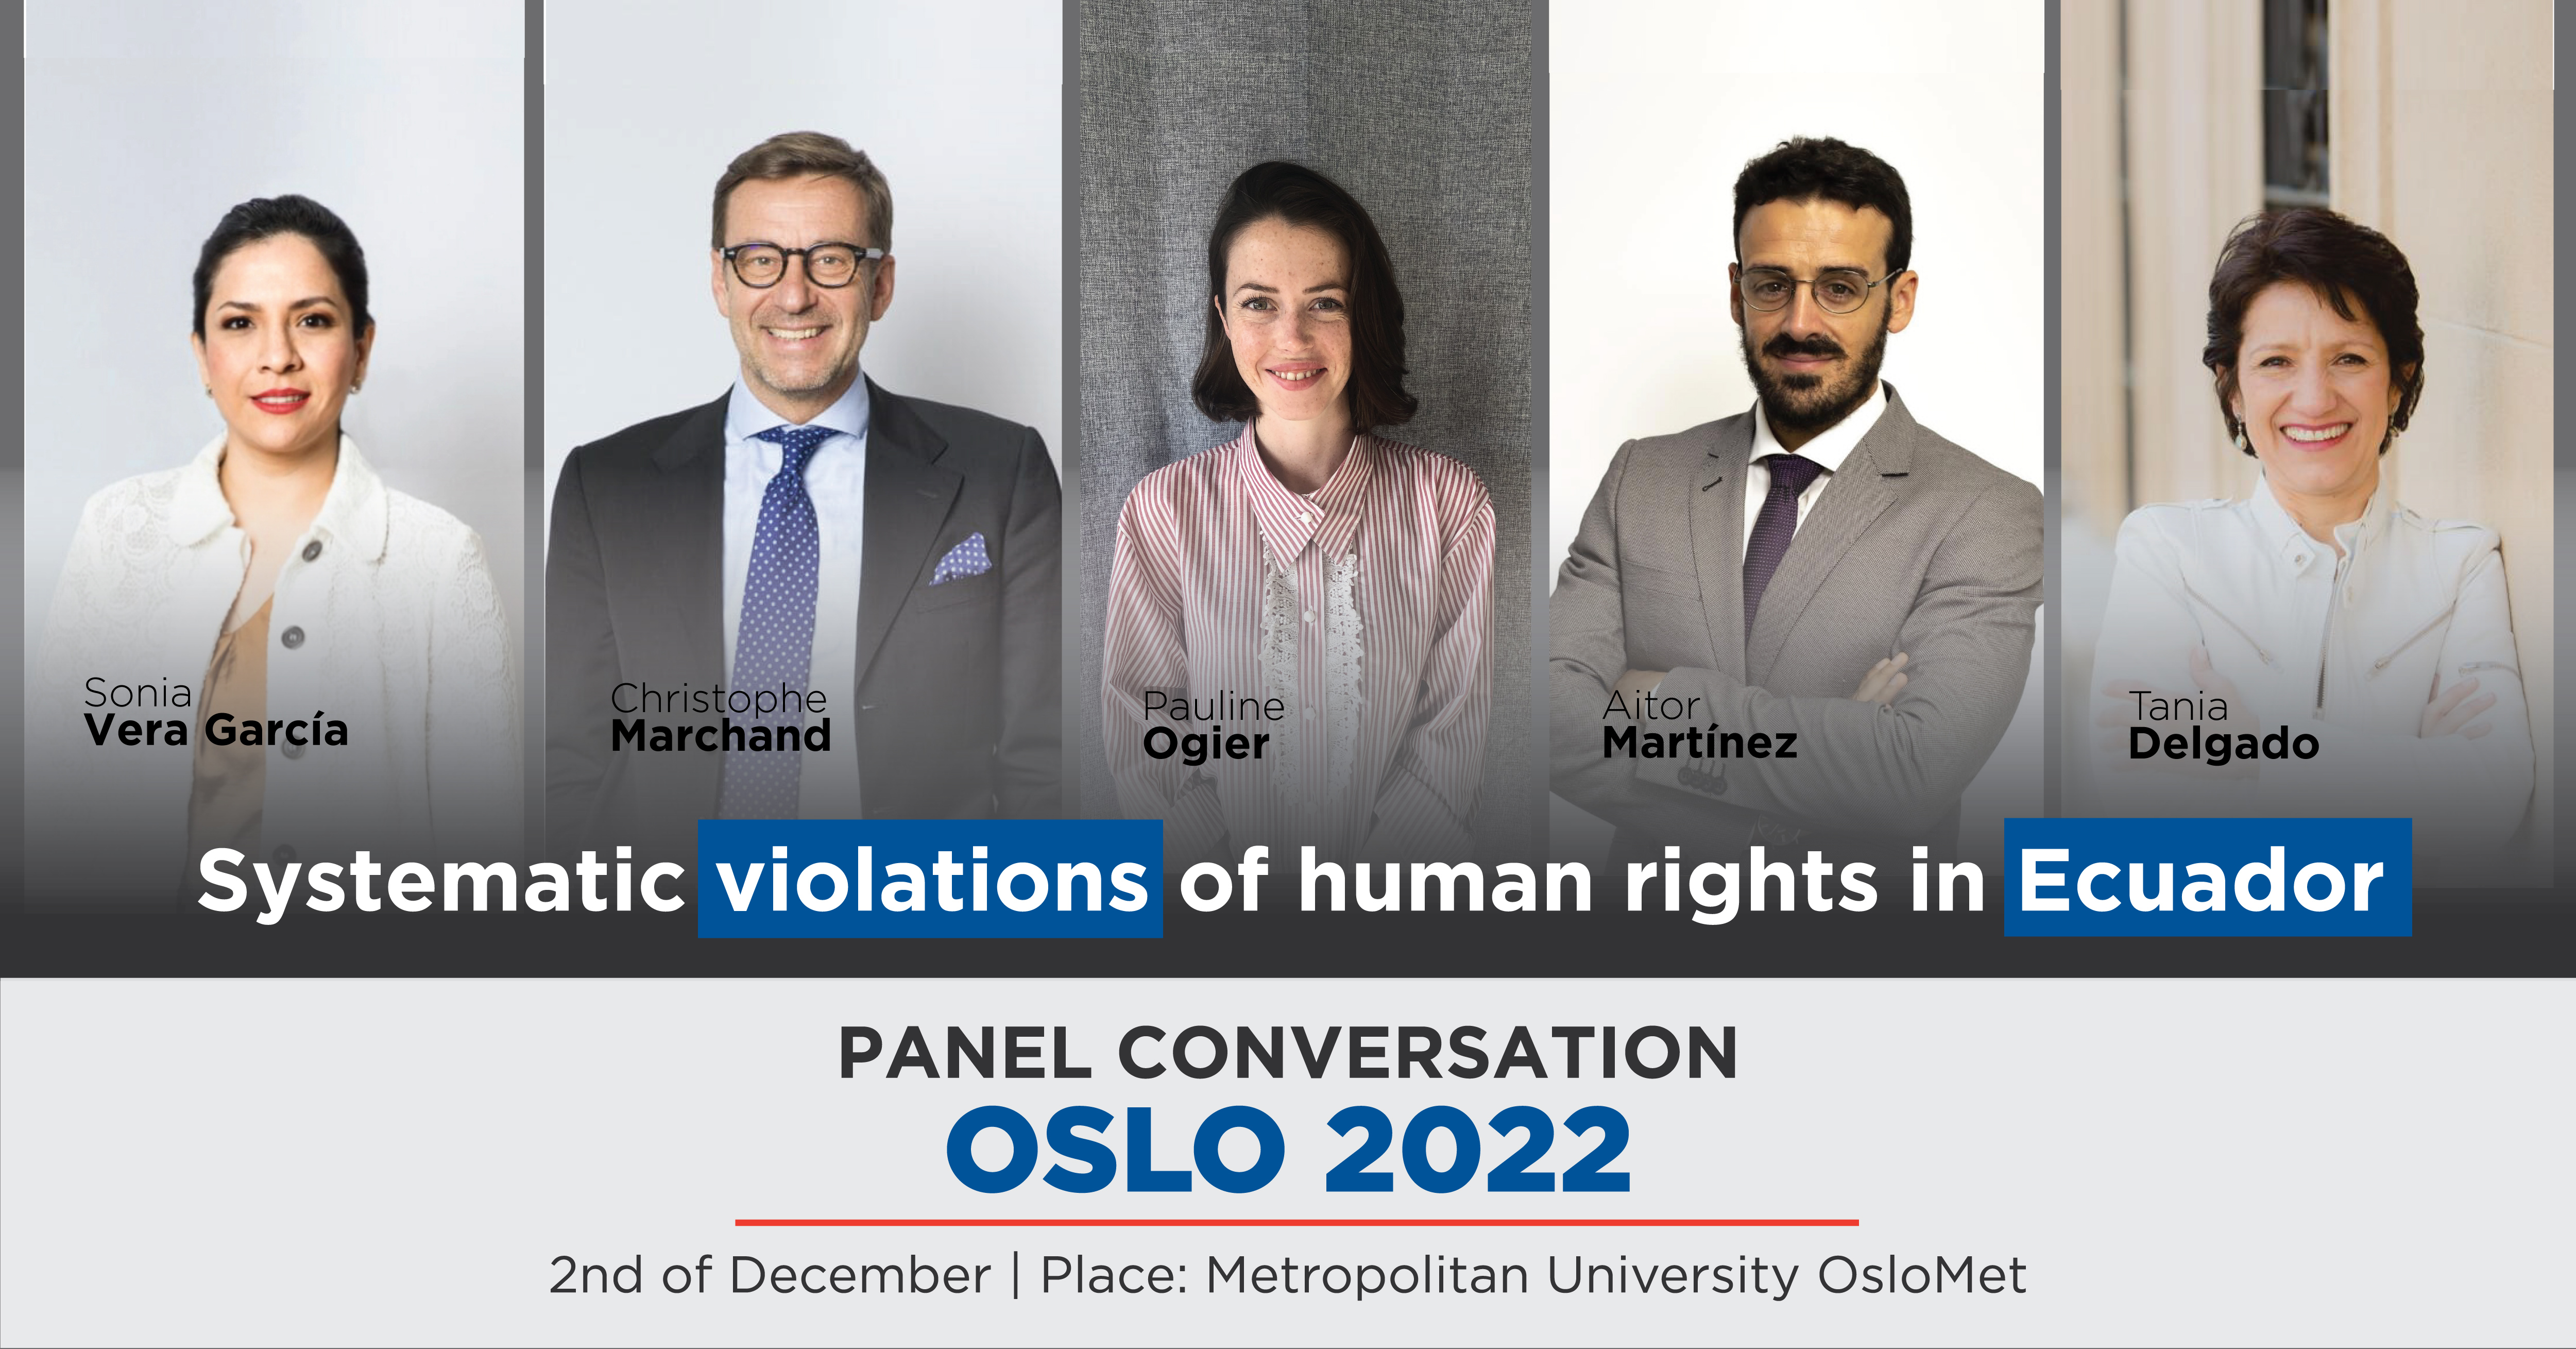 Sonia
Vera García
Christophe
Marchand
Pauline
Ogier
Aitor
Martínez
Tania
Delgado
Systematic violations of human rights in Ecuador
PANEL CONVERSATION
OSLO 2022
2nd of December | Place: Metropolitan University OsloMet